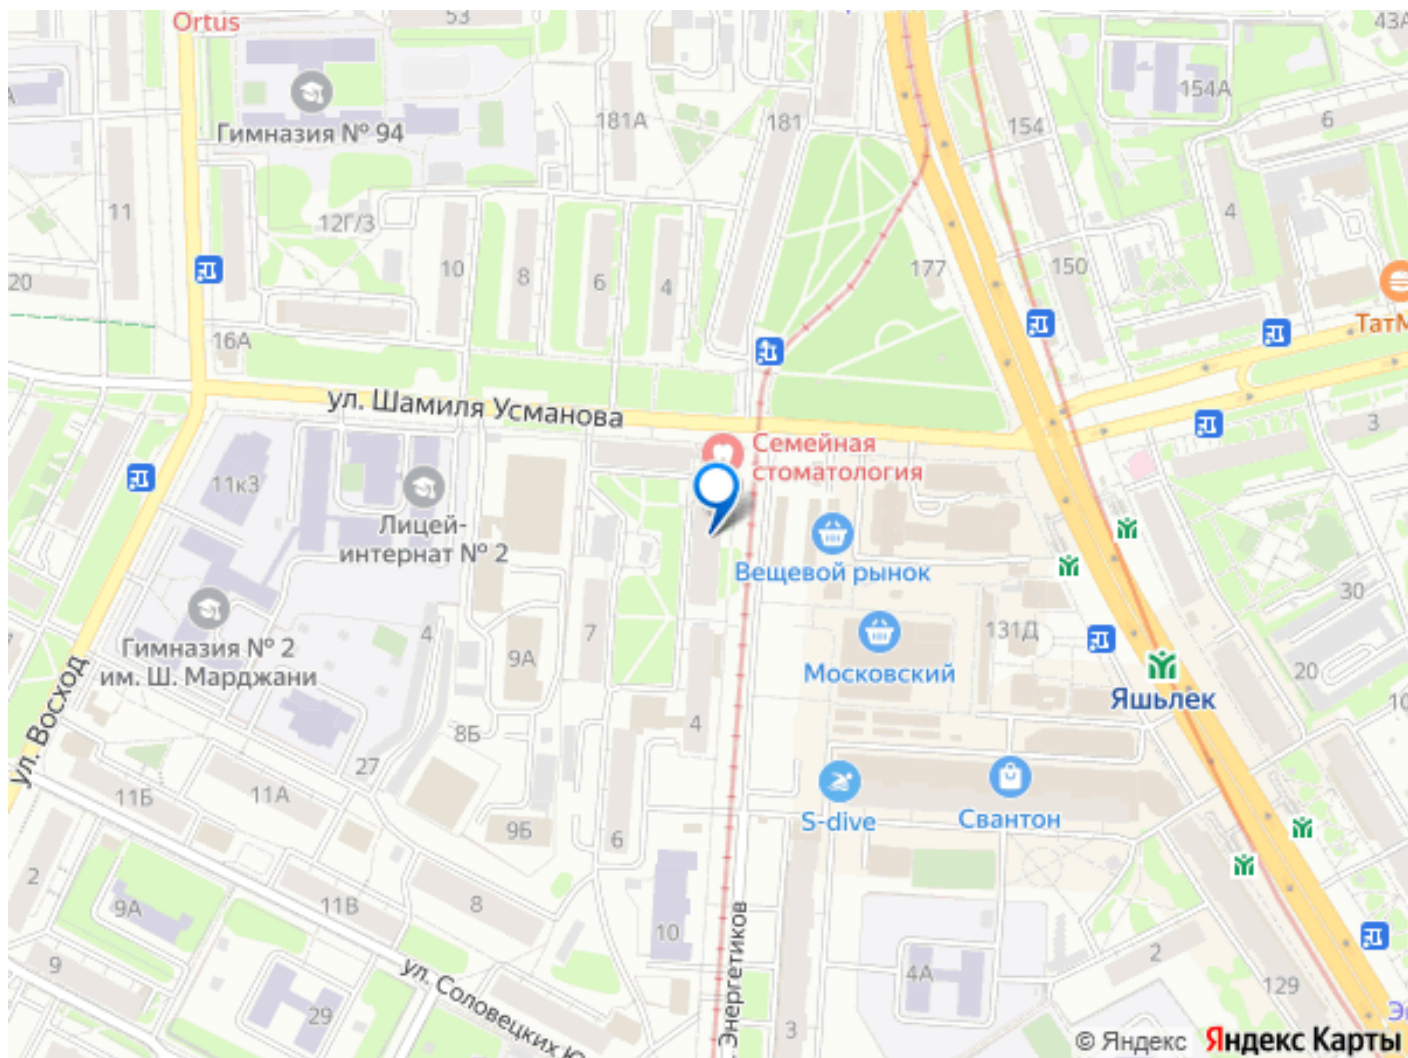 Ortus
53
43А
154А
Гимназия № 94
181А
181
154
6
11
12Г/3
4
10
8
6
4
177
150
20
16А
ТатМ
ул. Шамиля Усманова
3
Семейная
стоматология
11к3
Лицей-
интернат № 2
Вещевой рынок
30
Гимназия № 2
им. Ш. Марджани
4
7
9А
131Д
Московский
20
Яшьлек
10
ул. Восход
8Б
4
27
11Б
11А
9Б
6
S-dive
Свантон
2
9А
11В
8
10
9
ул. Соловецких Ю
29
. Энергетиков
4А
2
129
3
Эн
© Яндекс Яндекс Карты